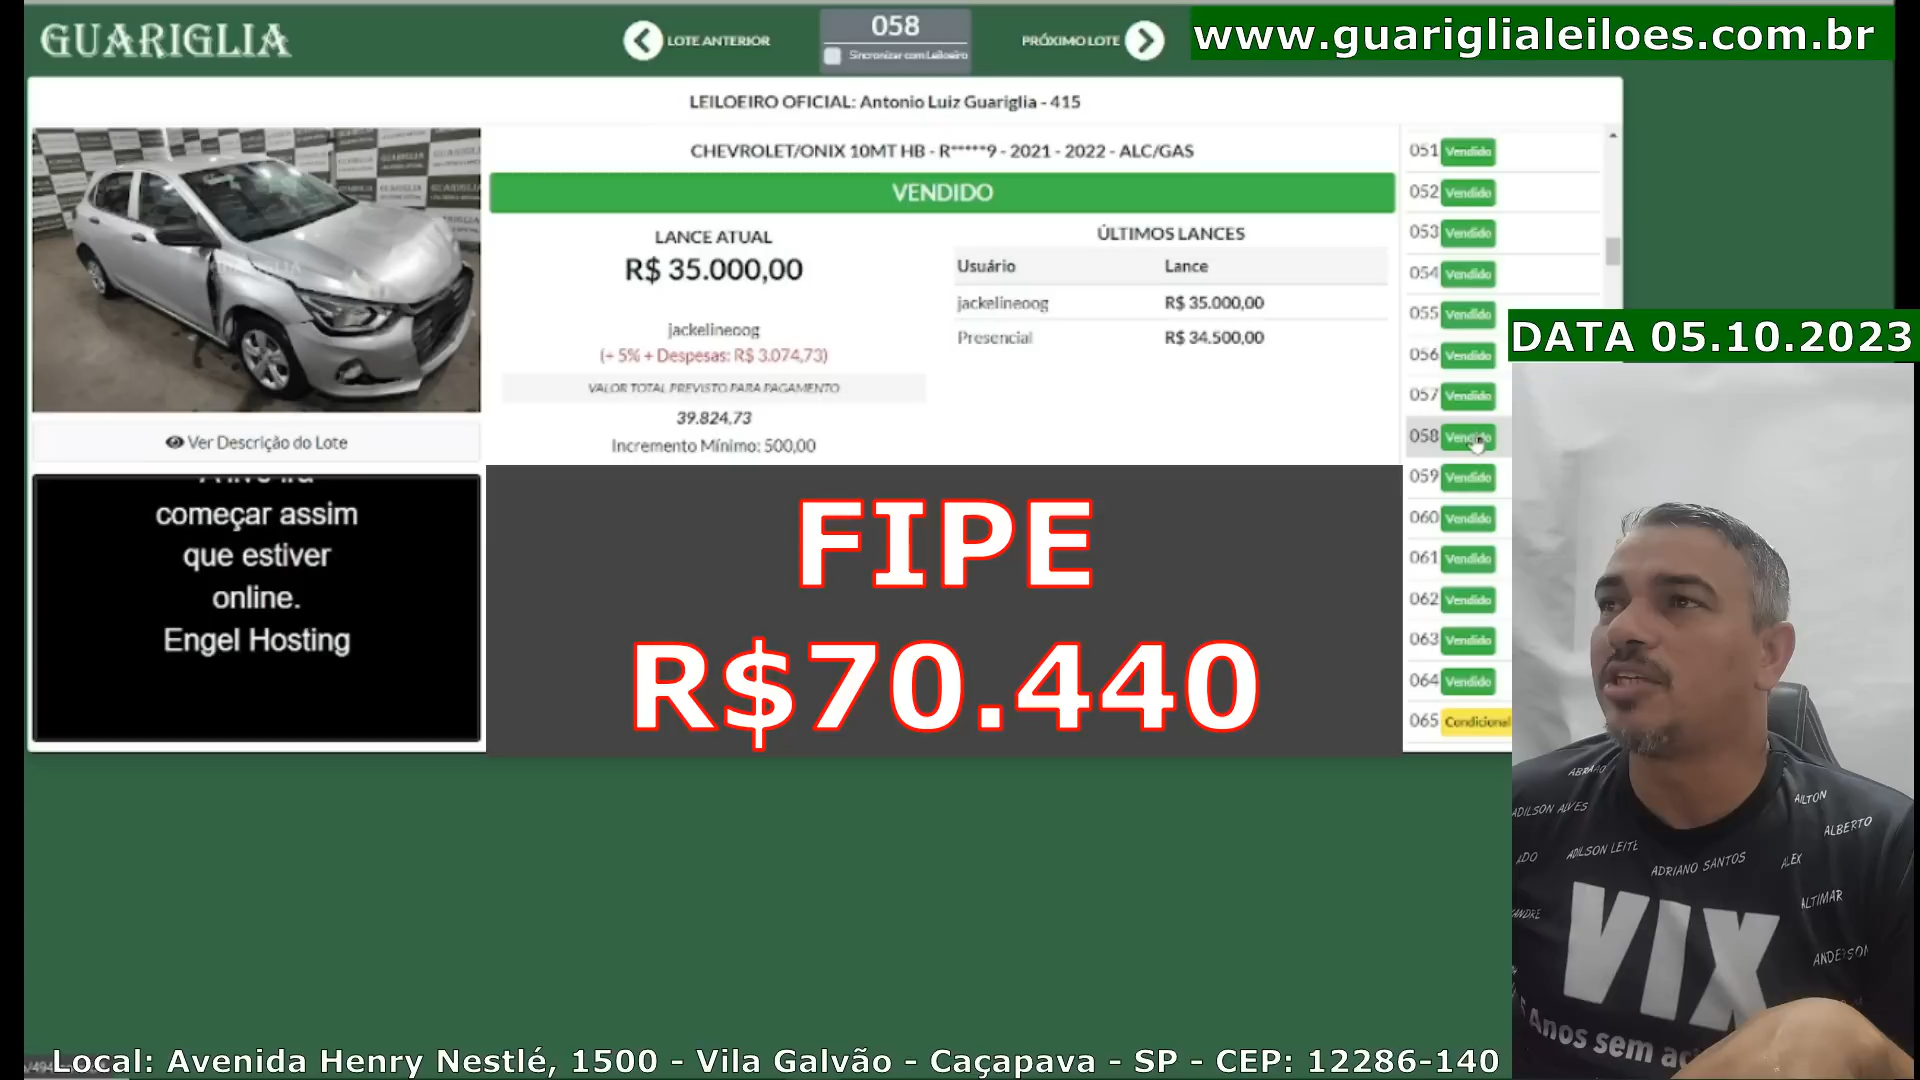 GUARIGLIA
LOTE ANTERIOR
058
Sincronizar com Leiloeiro
PRÓXIMO LOTE
www.guariglialeiloes.com.br
LEILOEIRO OFICIAL: Antonio Luiz Guariglia - 415
CHEVROLET/ONIX 10MT HB - R*****9 - 2021 - 2022 - ALC/GAS
VENDIDO
LANCE ATUAL
R$ 35.000,00
jackelineoog
(+ 5% + Despesas: R$ 3.074,73)
VALOR TOTAL PREVISTO PARA PAGAMENTO
39.824,73
Incremento Mínimo: 500,00
ÚLTIMOS LANCES
Usuário Lance
jackelineoog R$ 35.000,00
Presencial R$ 34.500,00
051 Vendido
052 Vendido
053 Vendido
054 Vendido
055 Vendido
056 Vendido
057 Vendido
058 Vendido
059 Vendido
060 Vendido
061 Vendido
062 Vendido
063 Vendido
064 Vendido
065 Condicional
DATA 05.10.2023
GUARIGLIA
Ver Descrição do Lote
começar assim
que estiver
online.
Engel Hosting
FIPE
R$70.440
ABRAAO
ADILSON ALVES
AILTON
ALBERTO
ADILSON LEITE
ADRIANO SANTOS
ALEX
ALTIMAR
ANDERSON
VIX
Anos sem
Local: Avenida Henry Nestlé, 1500 - Vila Galvão - Caçapava - SP - CEP: 12286-140